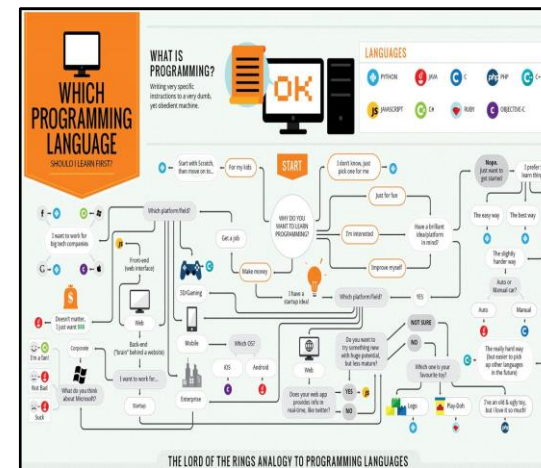 WHICH
PROGRAMMING
LANGUAGE
SHOULD I LEARN FIRST?
WHAT IS
PROGRAMMING?
Writing very specific
instructions to a very dumb,
yet obedient machine.
OK
LANGUAGES
PYTHON
JAVA
C
php PHP
C+
JS JAVASCRIPT
C#
RUBY
OBJECTIVE-C
START
Start with Scratch,
then move on to...
For my kids
I don't know, just
pick one for me
WHY DO YOU
WANT TO LEARN
PROGRAMMING?
Just for fun
I'm interested
Improve myself
Get a job
Make money
Have a brilliant
idea/platform
in mind?
Nope.
Just want to
get started
I prefer
learn thin
The easy way
The best way
The slightly
harder way
Auto or
Manual car?
Auto
Manual
The really hard way
(but easier to pick
up other languages
in the future)
I want to work for
big tech companies
f
G
Which platform/field?
Doesn't matter,
I just want $$$
JS
Front-end
(web interface)
Web
Back-end
("brain" behind a website)
I want to work for...
Corporate
Startup
What do you think
about Microsoft?
I'm a fan!
Not Bad
Suck
3D/Gaming
Mobile
Which OS?
iOS
Android
Enterprise
I have a
startup idea!
Which platform/field?
YES
Web
Does your web app
provide info in
real-time, like twitter?
YES
JS
NO
Do you want to
try something new
with huge potential,
but less mature?
NOT SURE
NO
Which one is your
favourite toy?
Lego
Play-Doh
I've an old & ugly toy,
but I love it so much!
THE LORD OF THE RINGS ANALOGY TO PROGRAMMING LANGUAGES